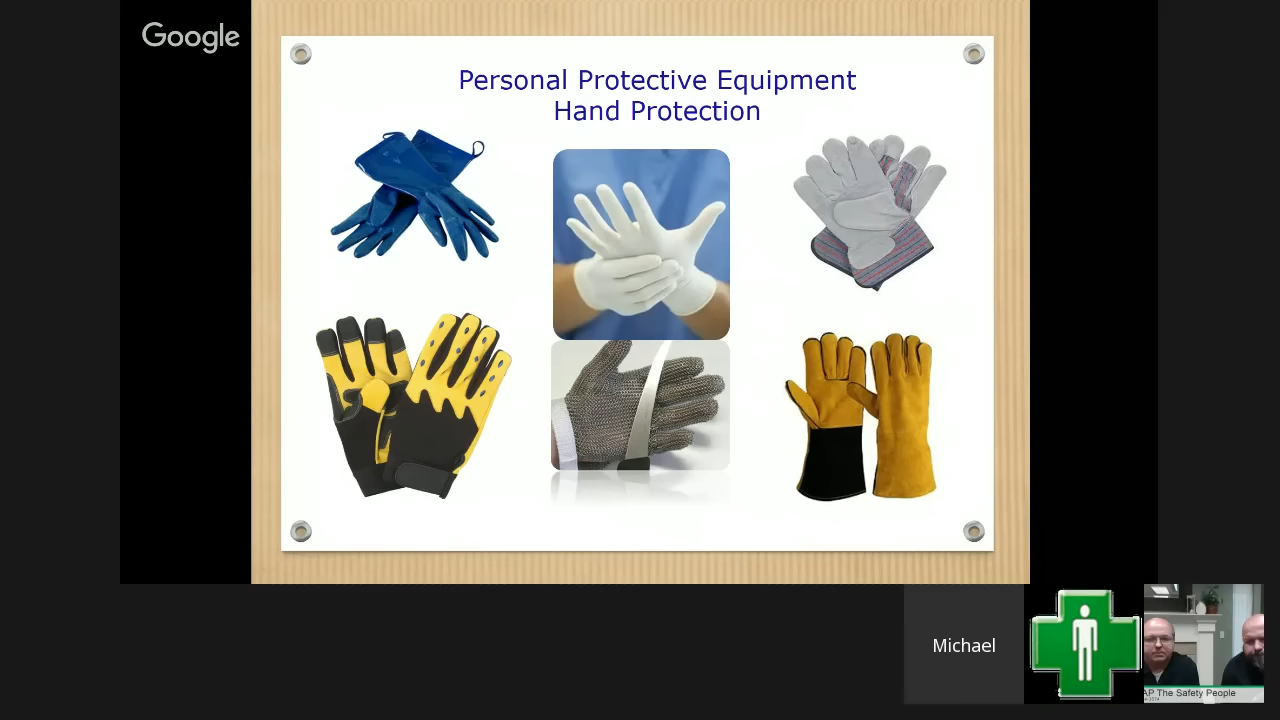 Google
Personal Protective Equipment
Hand Protection
Michael
AP The Safety People